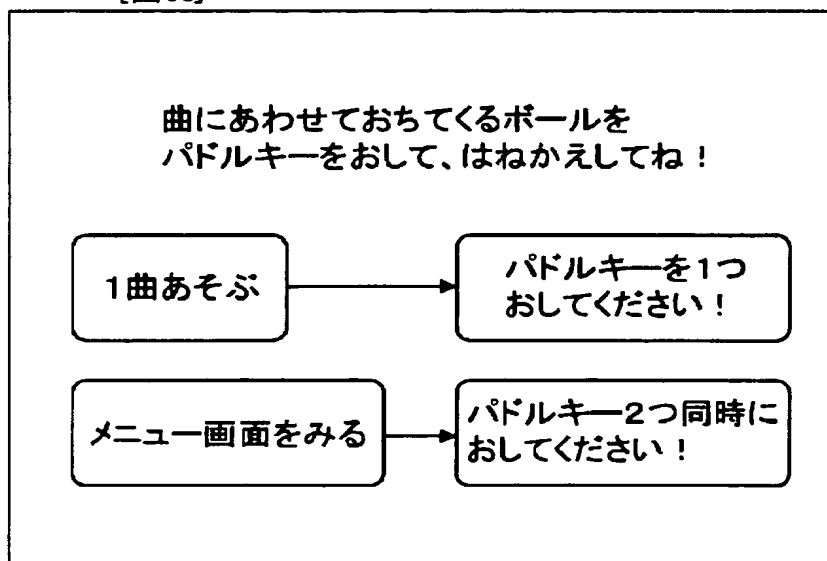 曲にあわせておちてくるボールを
パドルキーをおして、はねかえしてね！
1曲あそぶ
パドルキーを1つ
おしてください！
メニュー画面をみる
パドルキー2つ同時に
おしてください！